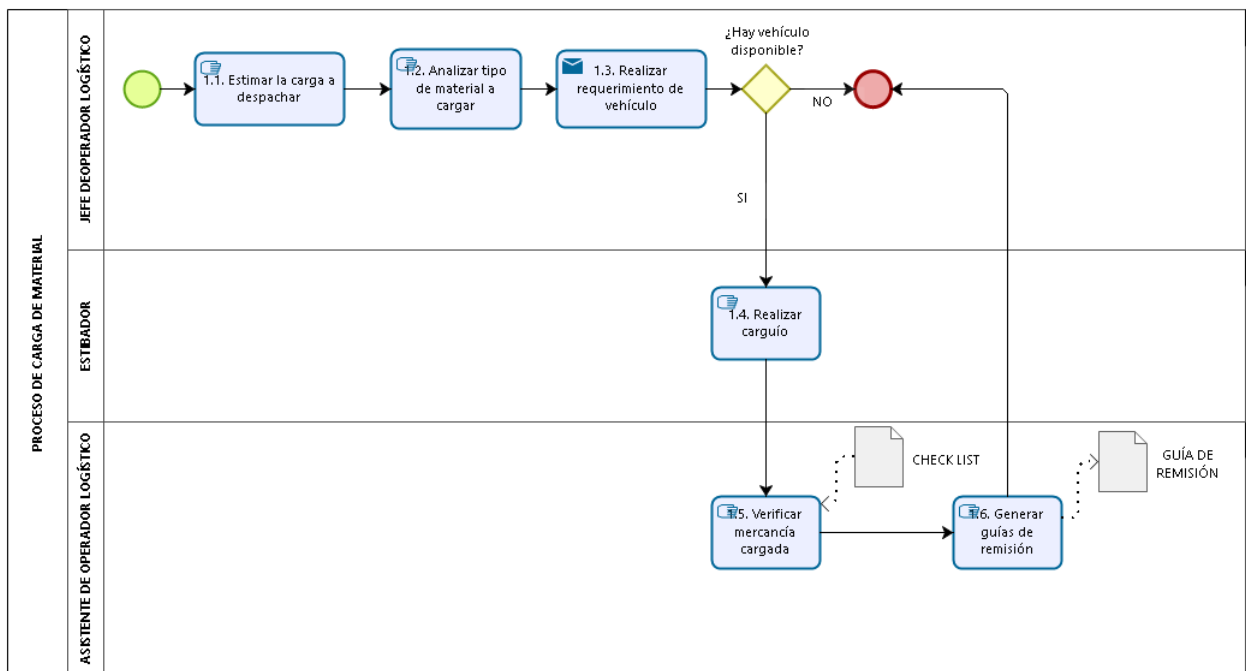 PROCESO DE CARGA DE MATERIAL
JEFE DEOPERADOR LOGÍSTICO
1.1. Estimar la carga a
despachar
1.2. Analizar tipo
de material a
cargar
1.3. Realizar
requerimiento de
vehículo
¿Hay vehículo
disponible?
NO
SI
ESTIBADOR
1.4. Realizar
carguío
ASISTENTE DE OPERADOR LOGÍSTICO
1.5. Verificar
mercancía
cargada
CHECK LIST
1.6. Generar
guías de
remisión
GUÍA DE
REMISIÓN